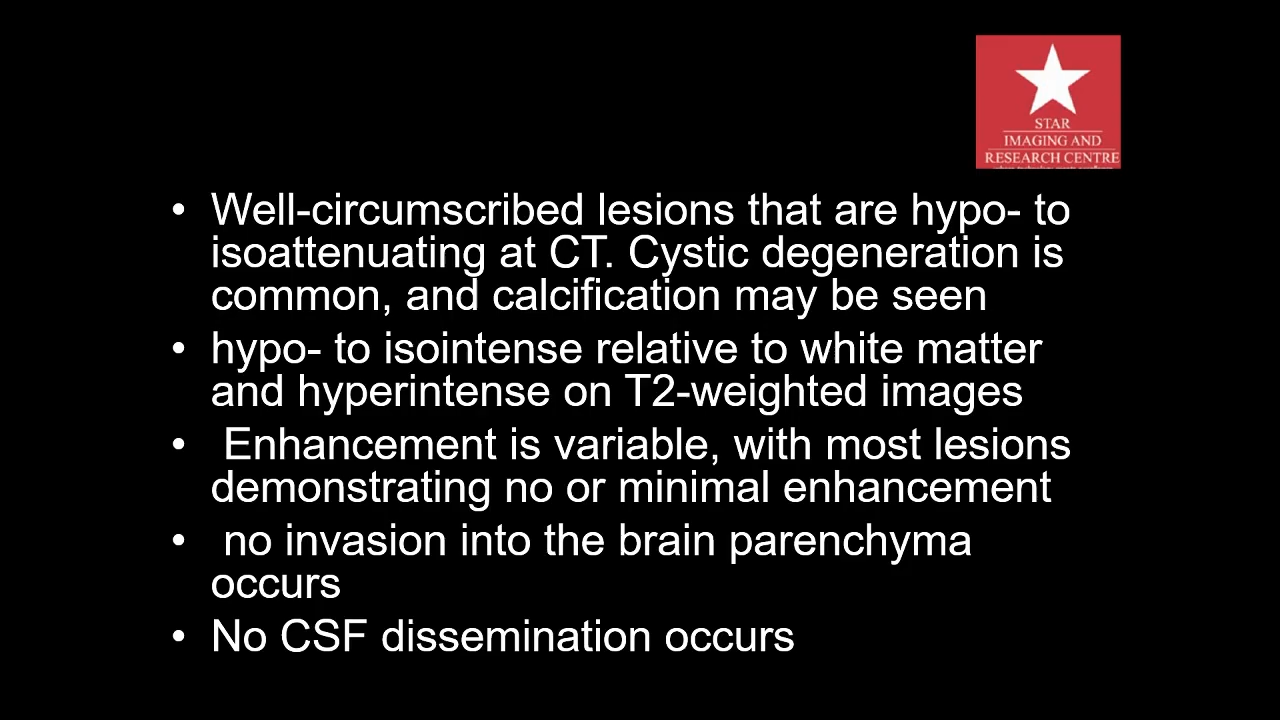 STAR
IMAGING AND
RESEARCH CENTRE
• Well-circumscribed lesions that are hypo- to
isoattenuating at CT. Cystic degeneration is
common, and calcification may be seen
• hypo- to isointense relative to white matter
and hyperintense on T2-weighted images
• Enhancement is variable, with most lesions
demonstrating no or minimal enhancement
• no invasion into the brain parenchyma
occurs
• No CSF dissemination occurs